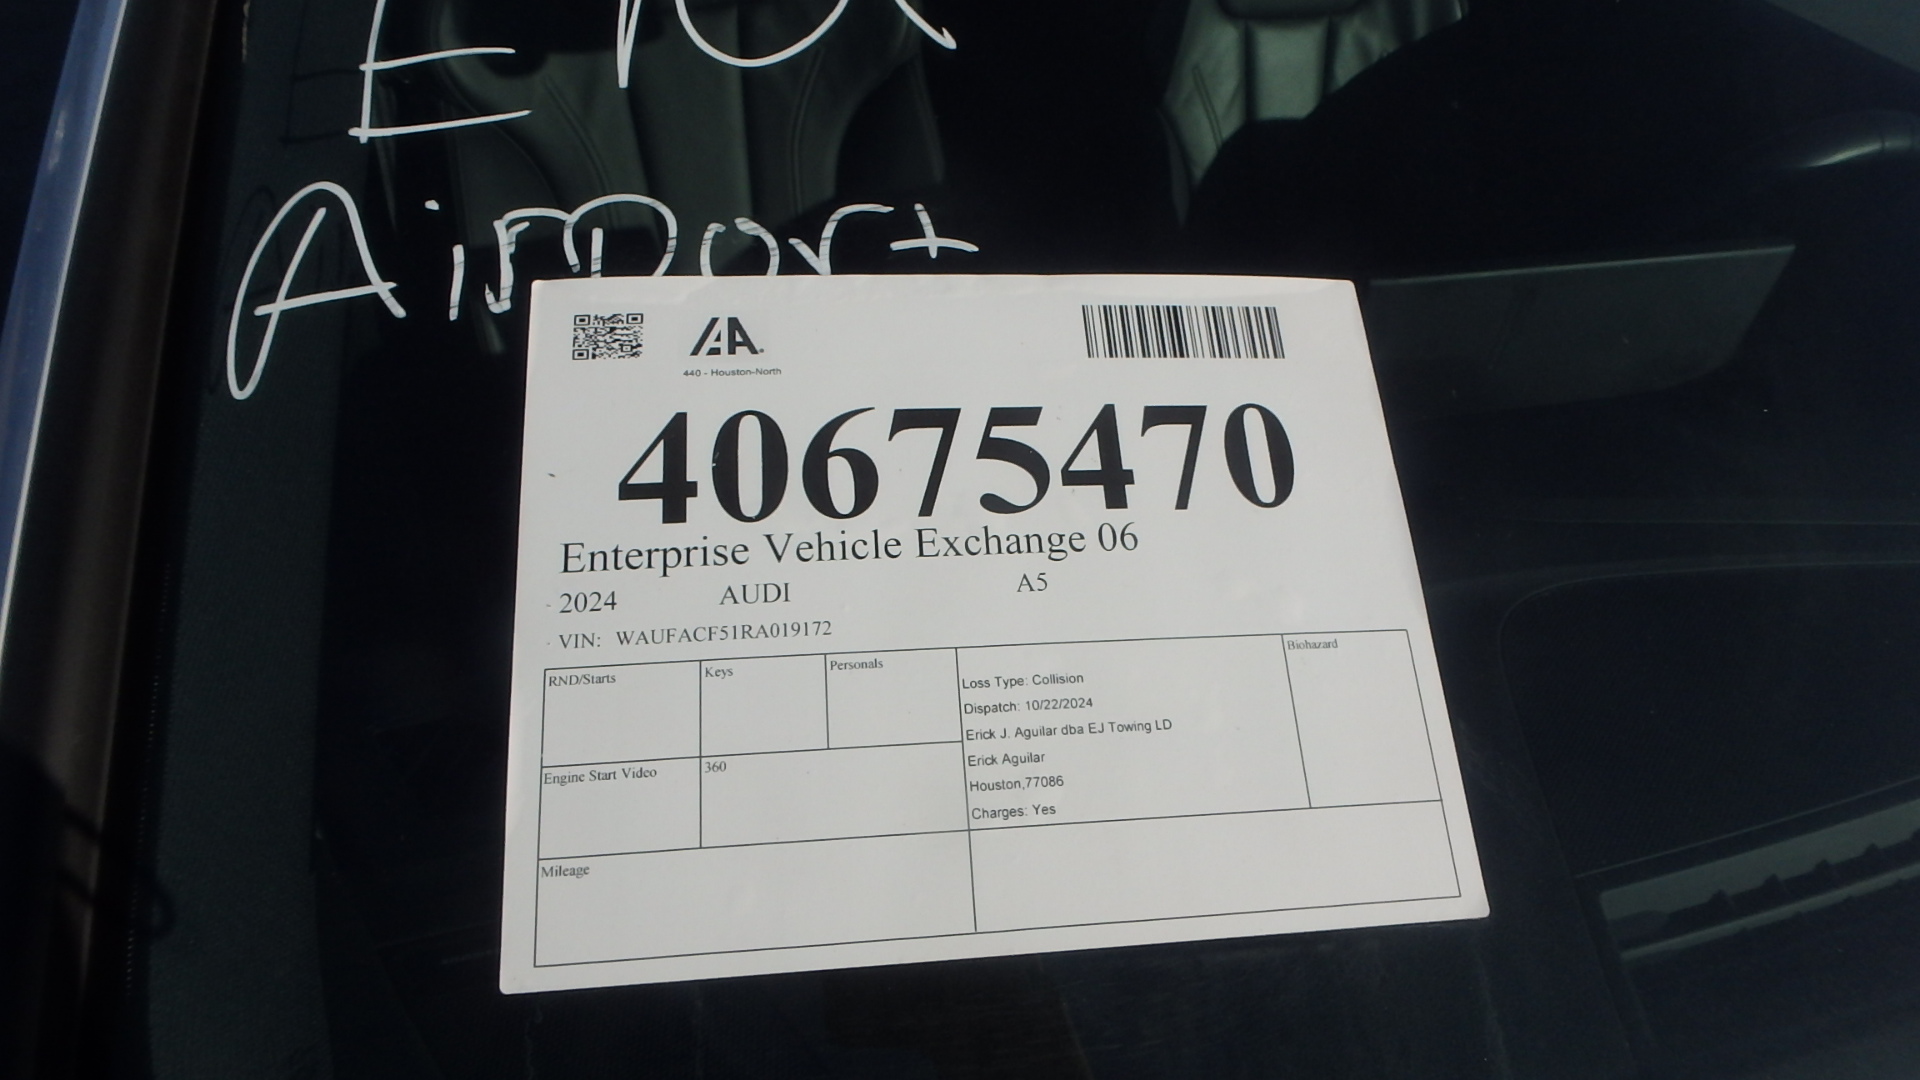 Airport
IAA
440 - Houston-North
40675470
Enterprise Vehicle Exchange 06
2024 AUDI A5
VIN: WAUFACF51RA019172
RND/Starts
Keys
Personals
Loss Type: Collision
Dispatch: 10/22/2024
Erick J. Aguilar dba EJ Towing LD
Erick Aguilar
Houston,77086
Charges: Yes
Biohazard
Engine Start Video
360
Mileage